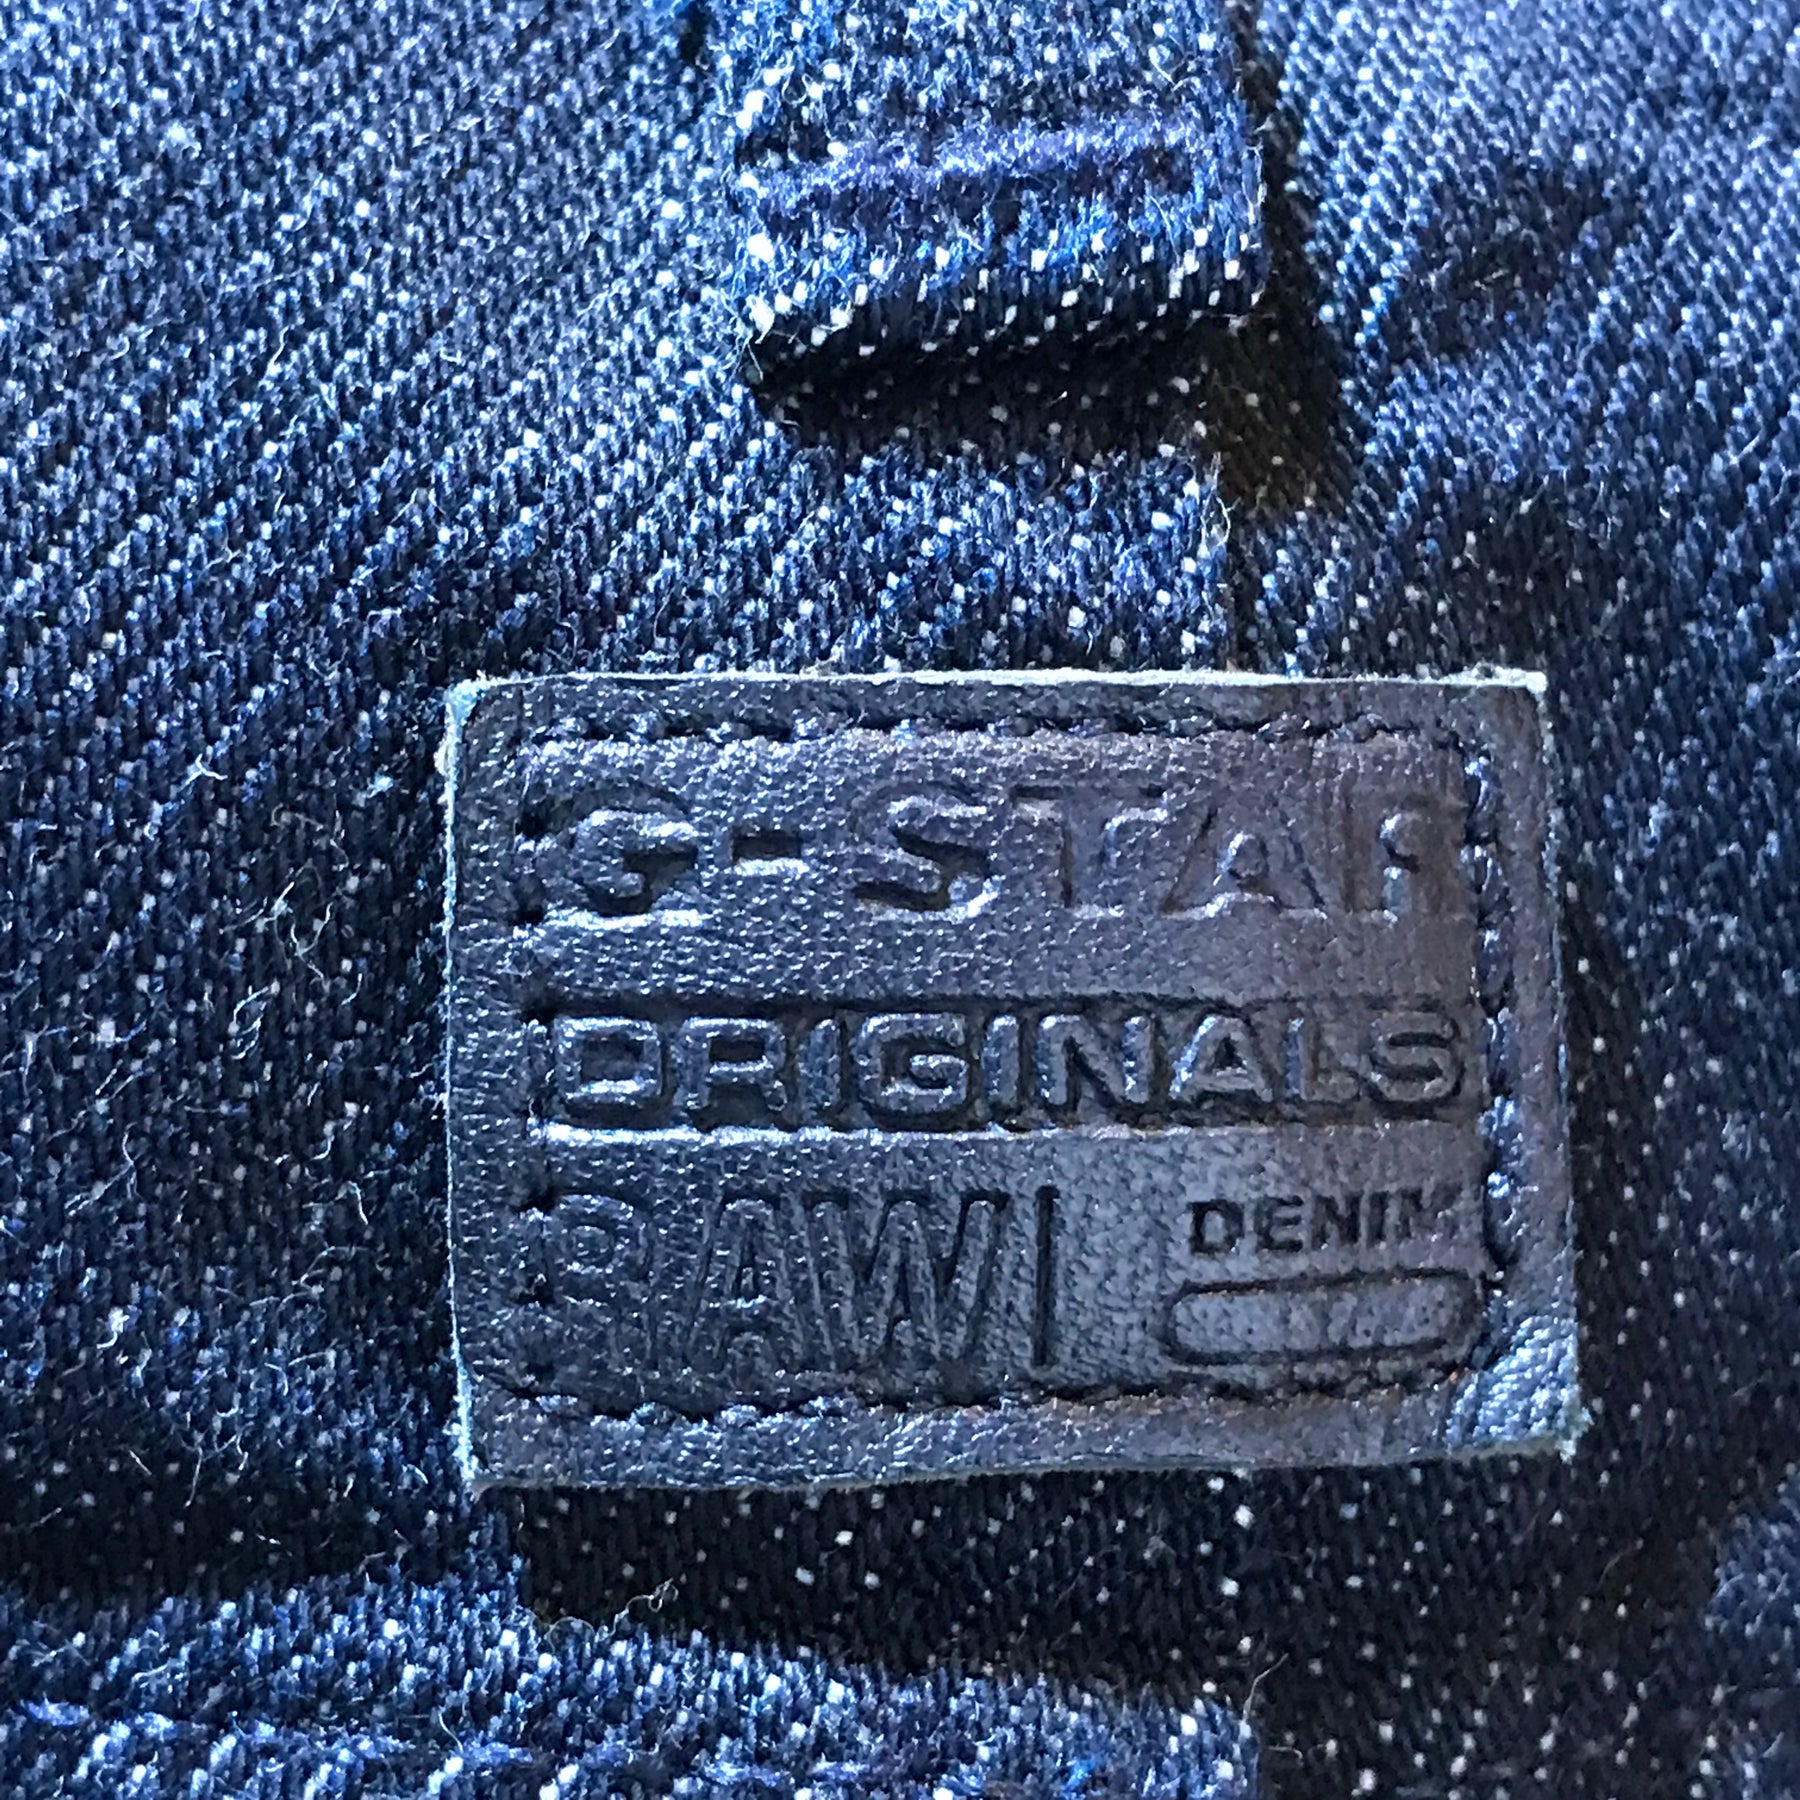 G-STAR
ORIGINALS
RAW DENIM